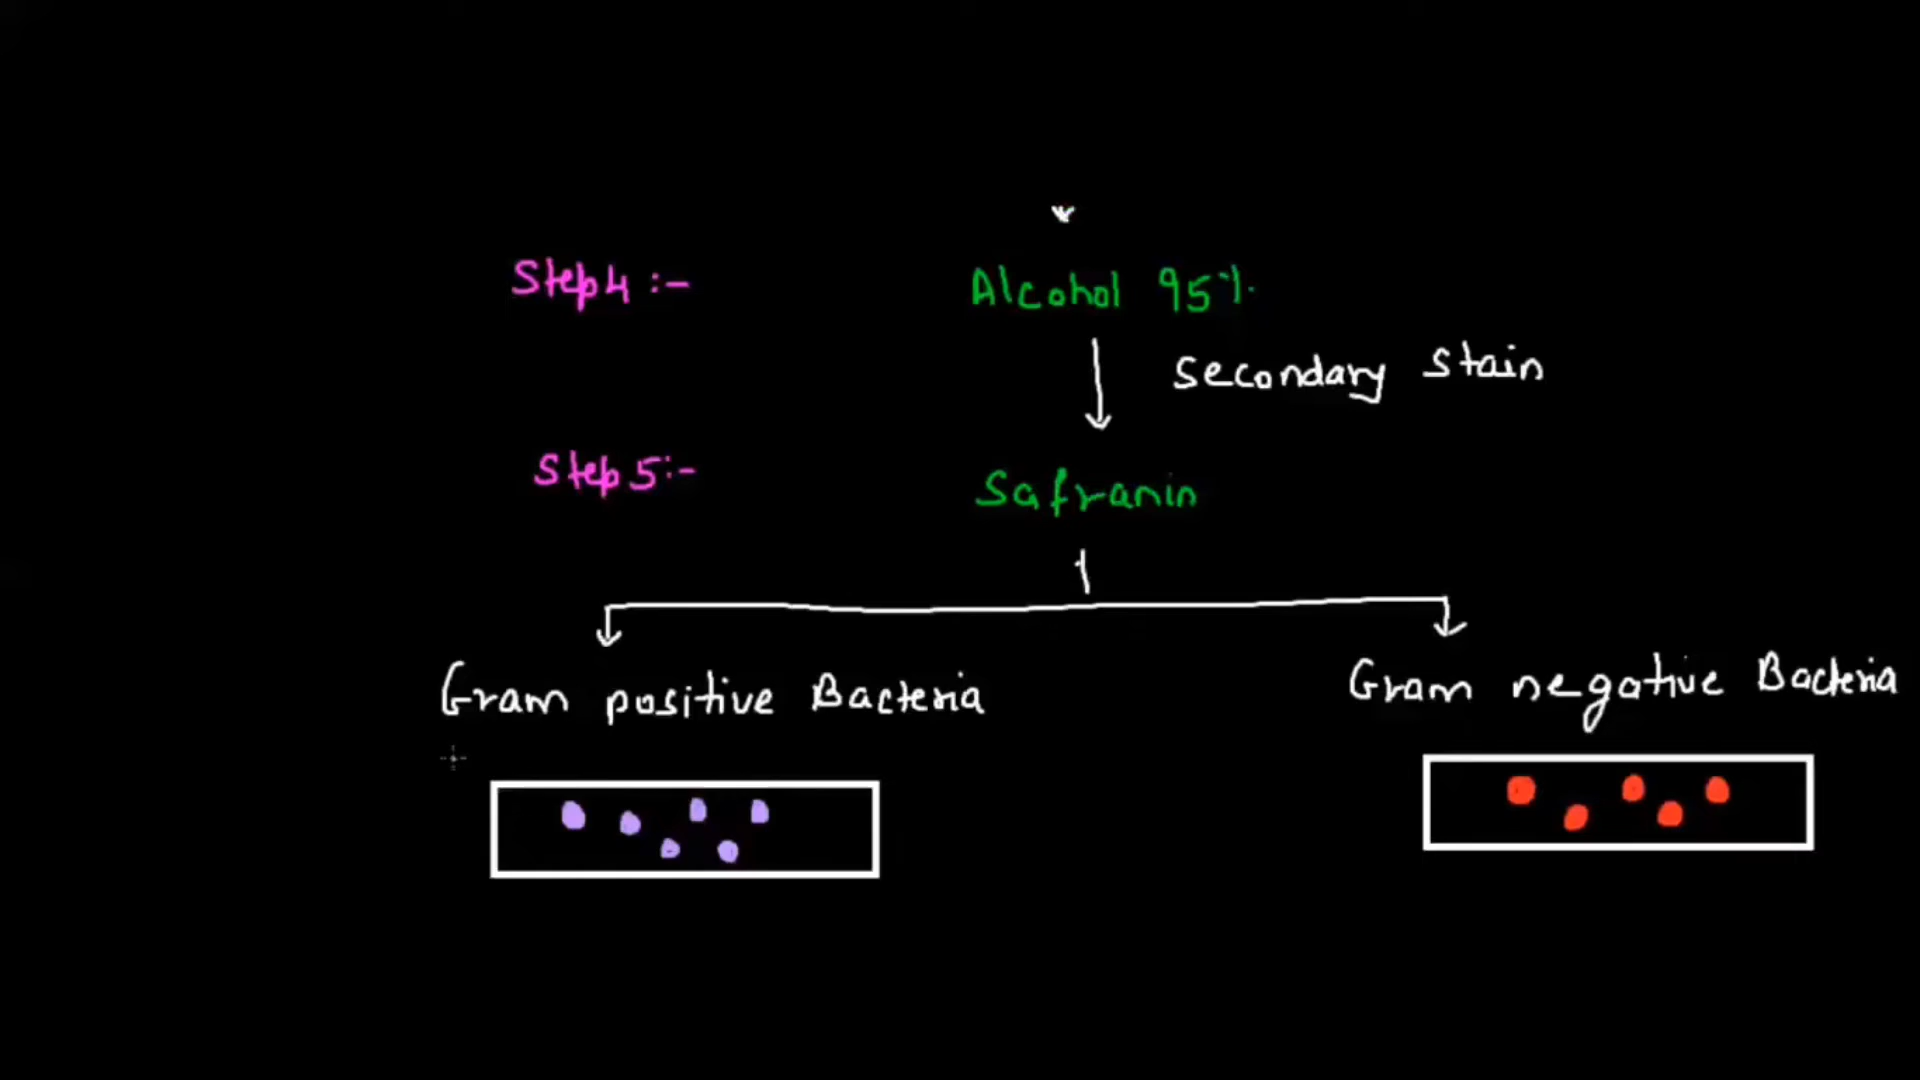 Step 4 :-
Alcohol 95%.
Secondary Stain
Step 5 :-
Safranin
Gram positive Bacteria
Gram negative Bacteria